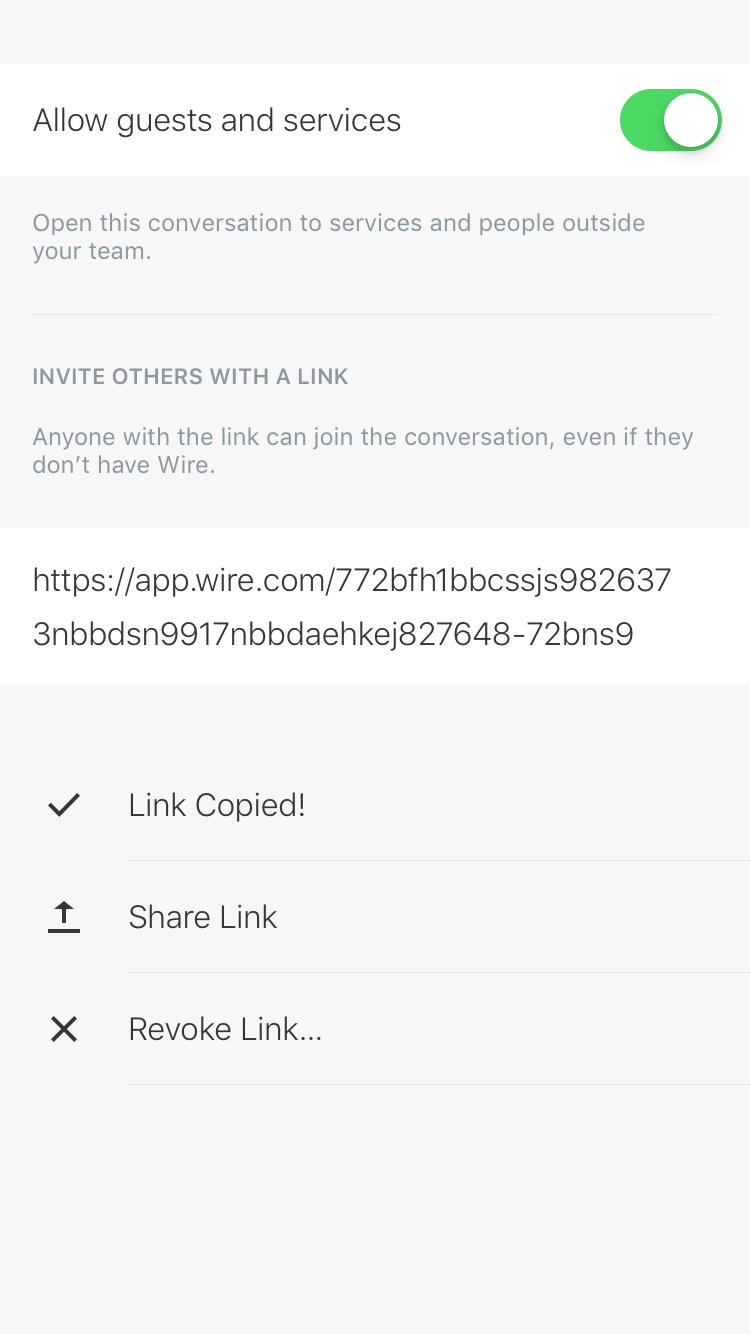 Allow guests and services
Open this conversation to services and people outside
your team.
INVITE OTHERS WITH A LINK
Anyone with the link can join the conversation, even if they
don’t have Wire.
https://app.wire.com/772bfh1bbcssjs982637
3nbbdsn9917nbbdaehkej827648-72bns9
Link Copied!
Share Link
Revoke Link...